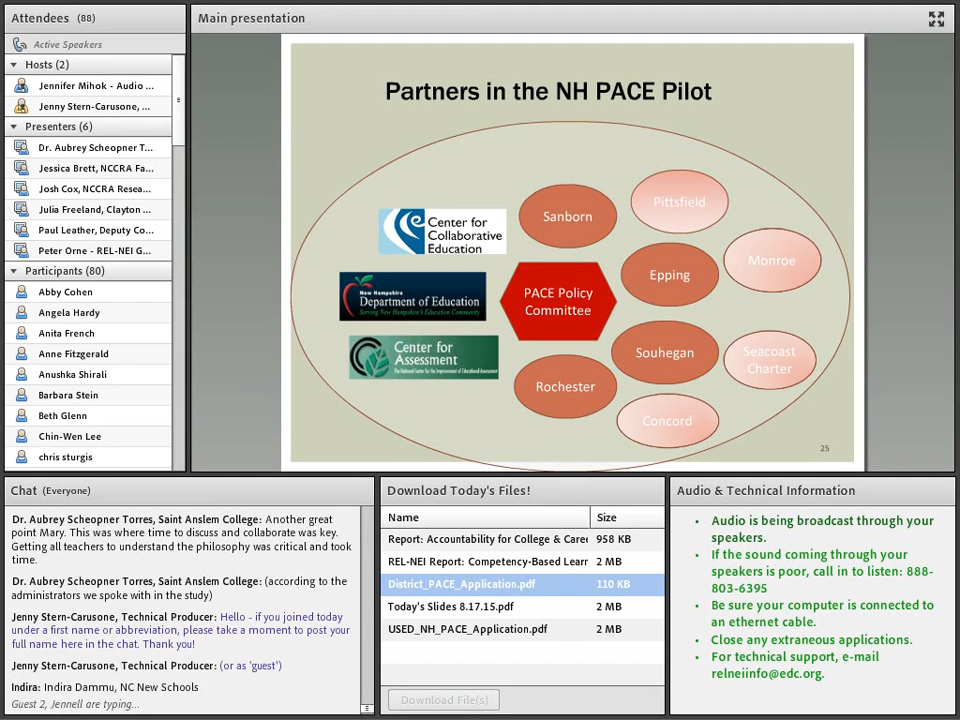 Attendees (88)
Active Speakers
Hosts (2)
Jennifer Mihok - Audio ...
Jenny Stern-Carusone, ...
Presenters (6)
Dr. Aubrey Scheopner T...
Jessica Brett, NCCRA Fa...
Josh Cox, NCCRA Resea...
Julia Freeland, Clayton ...
Paul Leather, Deputy Co...
Peter Orne - REL-NEI G...
Participants (80)
Abby Cohen
Angela Hardy
Anita French
Anne Fitzgerald
Anushka Shirali
Barbara Stein
Beth Glenn
Chin-Wen Lee
chris sturgis
Main presentation
Partners in the NH PACE Pilot
Center for
Collaborative
Education
New Hampshire
Department of Education
Serving New Hampshire's Education Community
Center for
Assessment
The National Center for the Improvement of Educational Assessment
Sanborn
Pittsfield
Monroe
Epping
PACE Policy
Committee
Souhegan
Seacoast
Charter
Rochester
Concord
25
Chat (Everyone)
Dr. Aubrey Scheopner Torres, Saint Anslem College: Another great
point Mary. This was where time to discuss and collaborate was key.
Getting all teachers to understand the philosophy was critical and took
time.
Dr. Aubrey Scheopner Torres, Saint Anslem College: (according to the
administrators we spoke with in the study)
Jenny Stern-Carusone, Technical Producer: Hello - if you joined today
under a first name or abbreviation, please take a moment to post your
full name here in the chat. Thank you!
Jenny Stern-Carusone, Technical Producer: (or as 'guest')
Indira: Indira Dammu, NC New Schools
Guest 2, Jennell are typing...
Download Today's Files!
Name Size
Report: Accountability for College & Caree 958 KB
REL-NEI Report: Competency-Based Learr 2 MB
District_PACE_Application.pdf 110 KB
Today's Slides 8.17.15.pdf 2 MB
USED_NH_PACE_Application.pdf 2 MB
Download File(s)
Audio & Technical Information
• Audio is being broadcast through your
speakers.
• If the sound coming through your
speakers is poor, call in to listen: 888-
803-6395
• Be sure your computer is connected to
an ethernet cable.
• Close any extraneous applications.
• For technical support, e-mail
relneiinfo@edc.org.